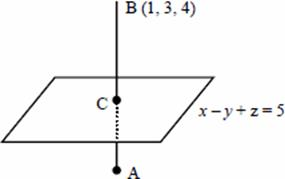 B (1, 3, 4)
C
x – y + z = 5
A